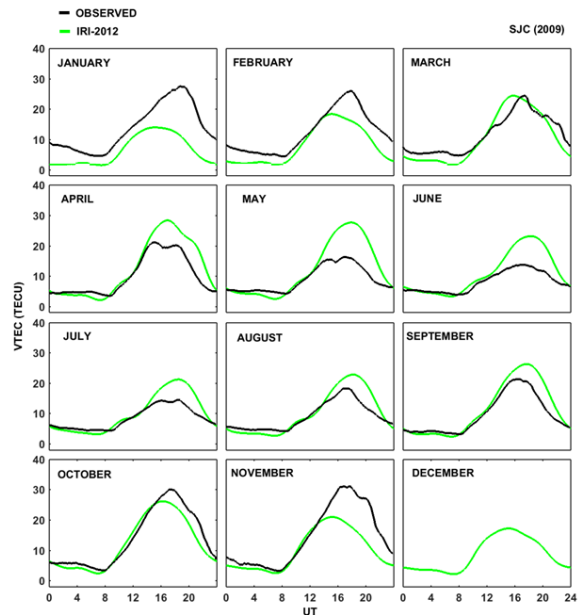 OBSERVED
IRI-2012
SJC (2009)
40
30
20
10
0
JANUARY
FEBRUARY
MARCH
40
30
20
10
0
APRIL
MAY
JUNE
VTEC (TECU)
40
30
20
10
0
JULY
AUGUST
SEPTEMBER
40
30
20
10
0
OCTOBER
NOVEMBER
DECEMBER
0 4 8 12 16 20 0 4 8 12 16 20 0 4 8 12 16 20 24
UT